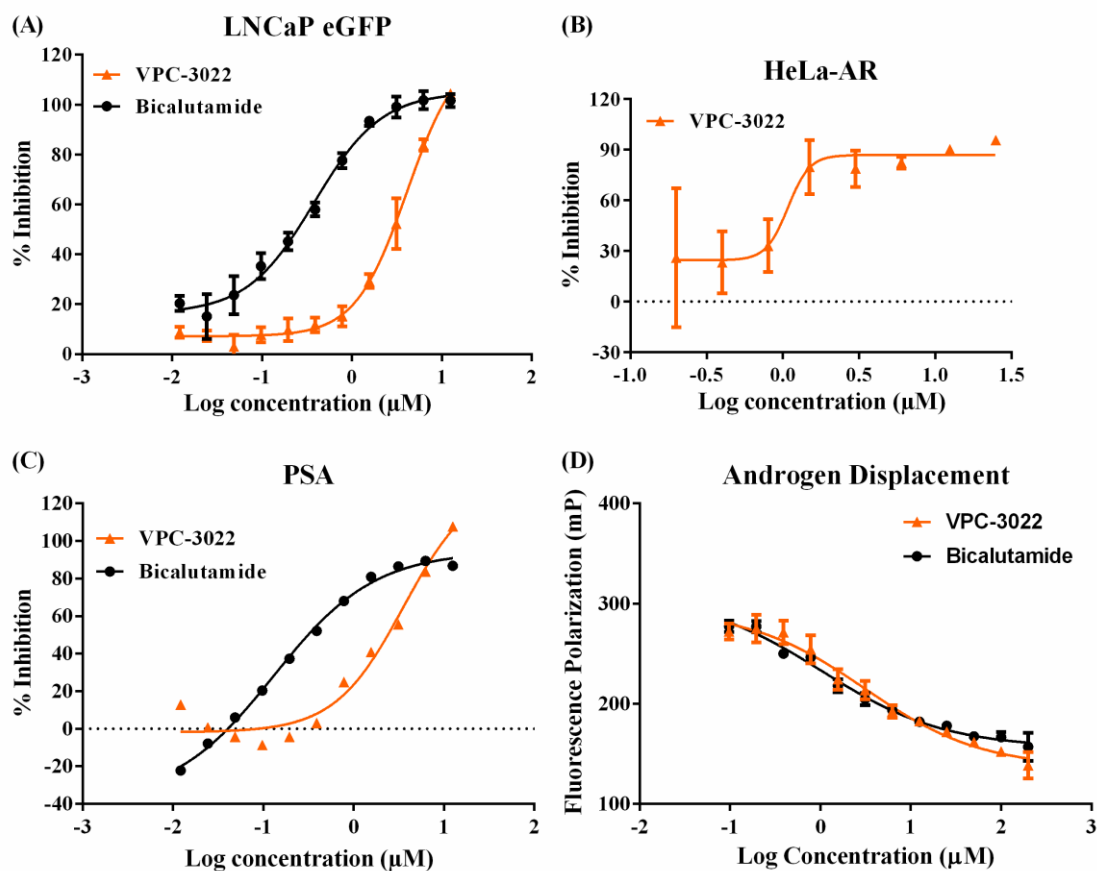 (A)
LNCaP eGFP
VPC-3022
Bicalutamide
% Inhibition
120
100
80
60
40
20
0
-3 -2 -1 0 1 2
Log concentration (µM)
(B)
HeLa-AR
VPC-3022
% Inhibition
120
90
60
30
0
-30
-1.0 -0.5 0.0 0.5 1.0 1.5
Log concentration (µM)
(C)
PSA
VPC-3022
Bicalutamide
% Inhibition
120
100
80
60
40
20
0
-20
-40
-3 -2 -1 0 1 2
Log concentration (µM)
(D)
Androgen Displacement
VPC-3022
Bicalutamide
Fluorescence Polarization (mP)
400
300
200
100
-2 -1 0 1 2 3
Log Concentration (µM)